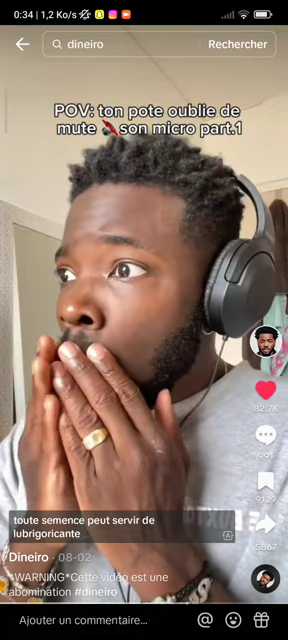 0:34 | 1,2 Ko/s
dineiro
Rechercher
POV: ton pote oublie de
mute son micro part.1
82.7K
991
9129
5867
toute semence peut servir de
lubrigoricante
Dineiro · 08-02
*WARNING*Cette vidéo est une
abomination #dineiro
Ajouter un commentaire...